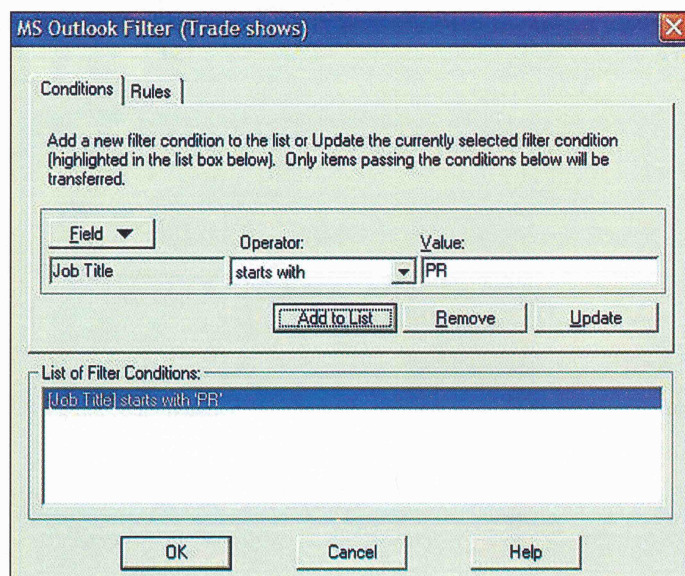 MS Outlook Filter (Trade shows)
Conditions Rules
Add a new filter condition to the list or Update the currently selected filter condition
(highlighted in the list box below). Only items passing the conditions below will be
transferred.
Field Operator: Value:
Job Title starts with PR
Add to List Remove Update
List of Filter Conditions:
[Job Title] starts with 'PR'
OK Cancel Help